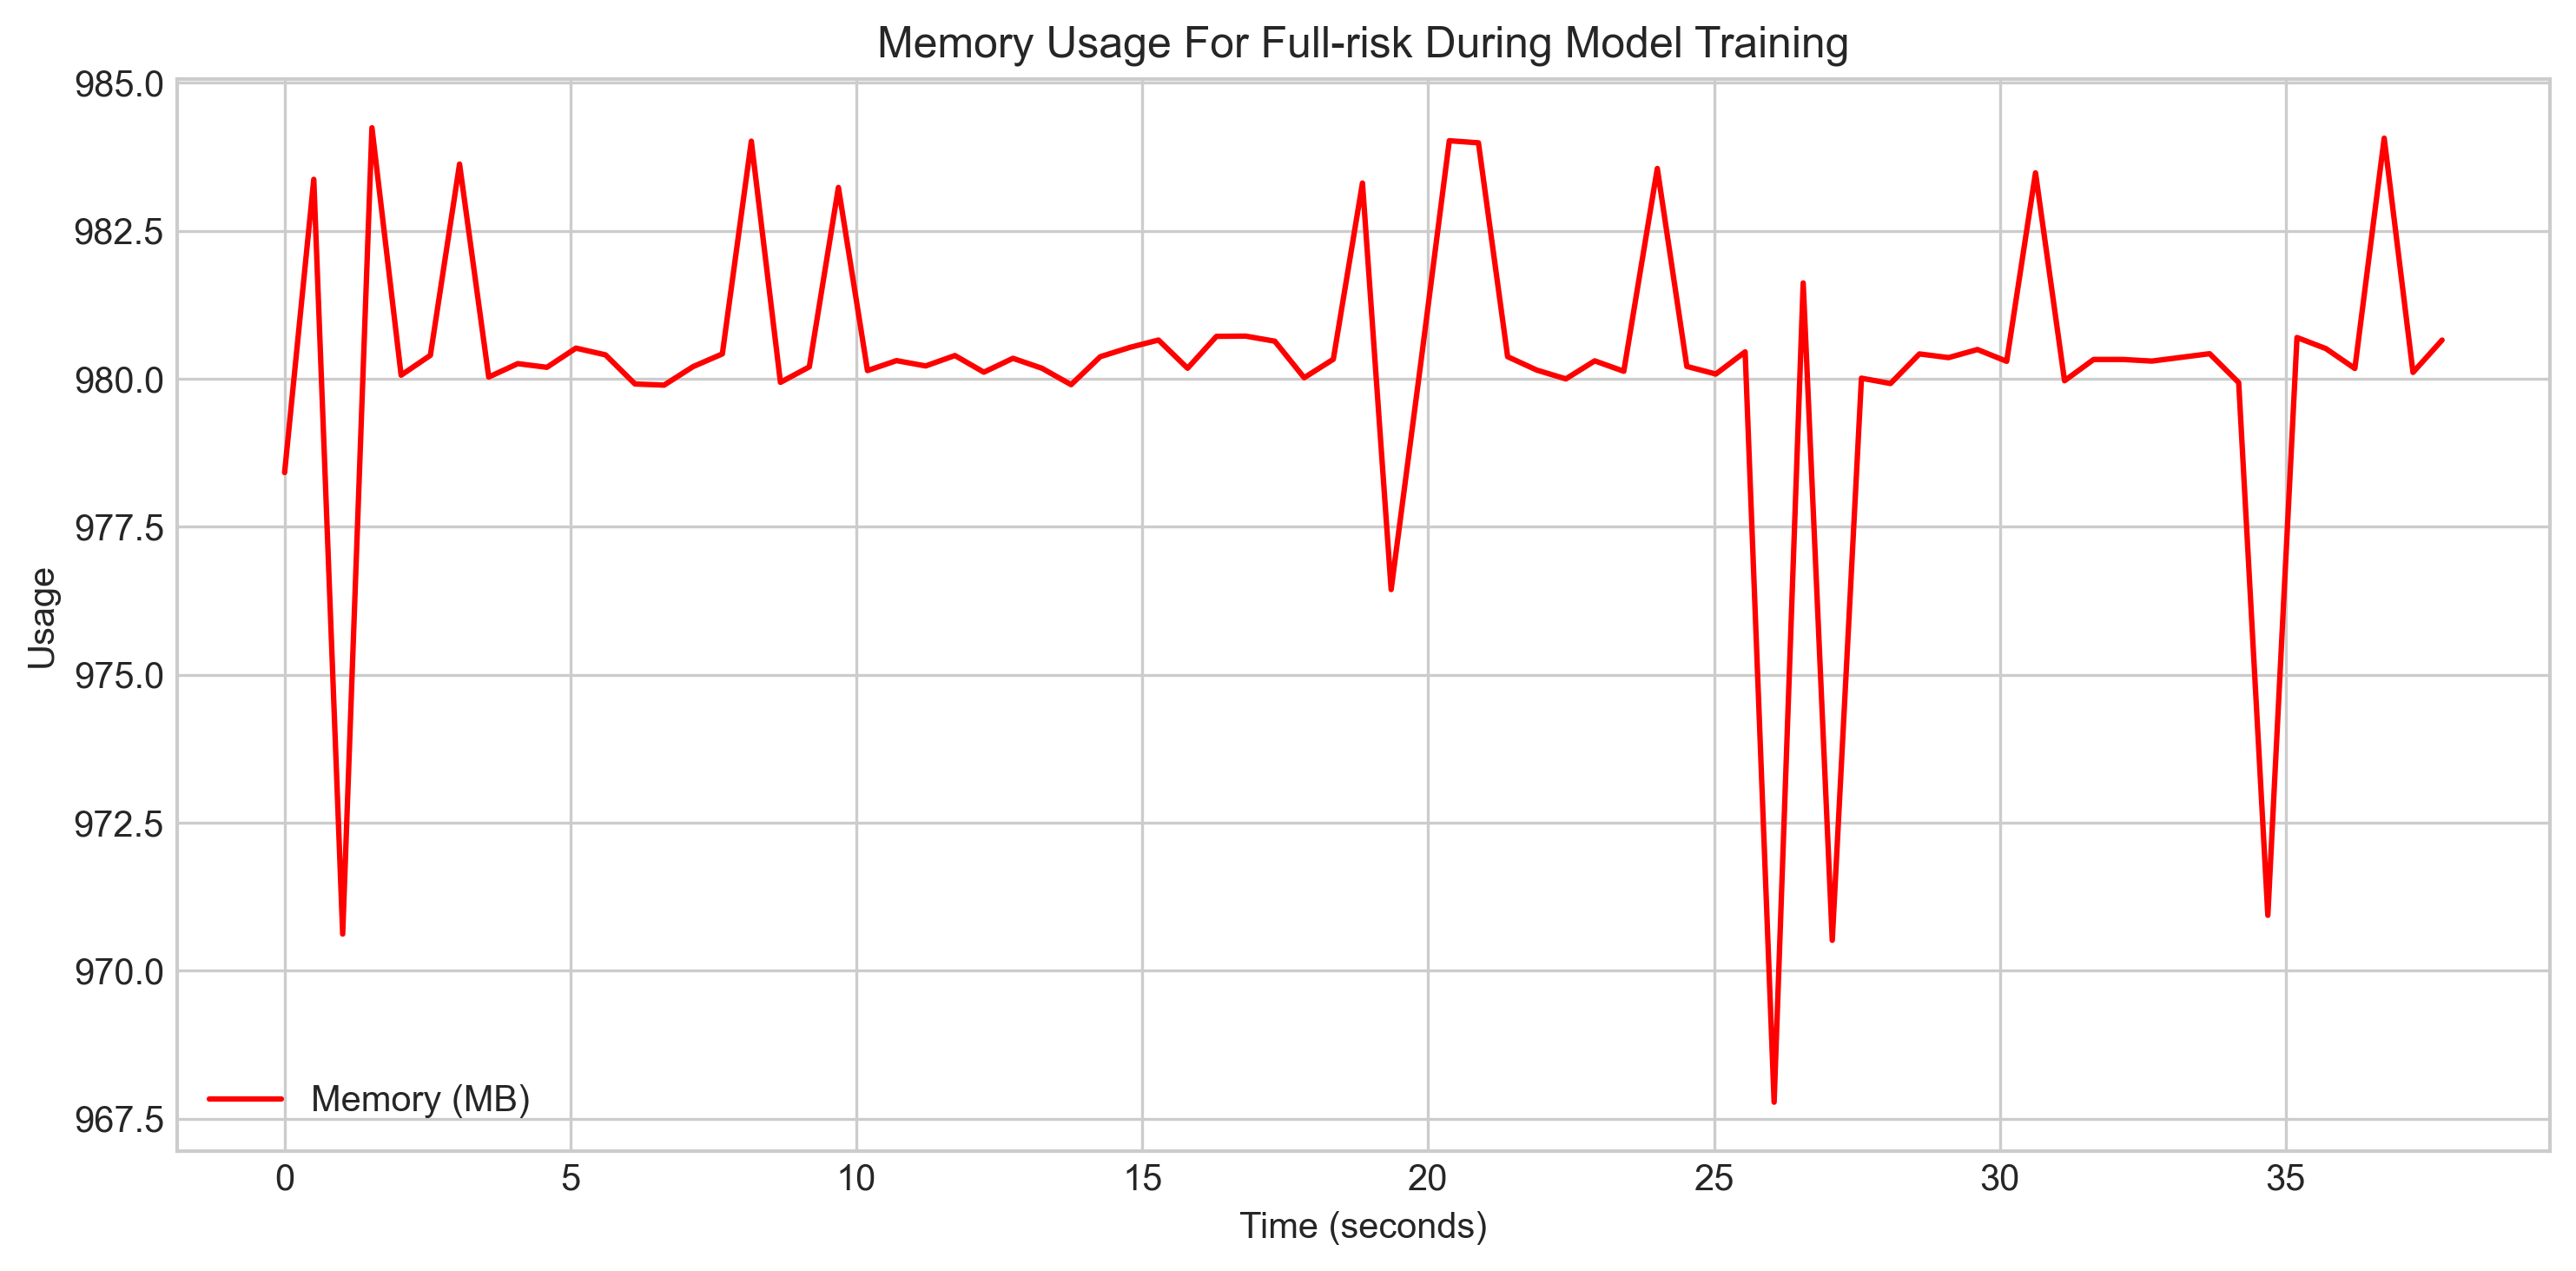 Memory Usage For Full-risk During Model Training
985.0
982.5
980.0
977.5
975.0
972.5
970.0
967.5
Usage
Memory (MB)
0 5 10 15 20 25 30 35
Time (seconds)